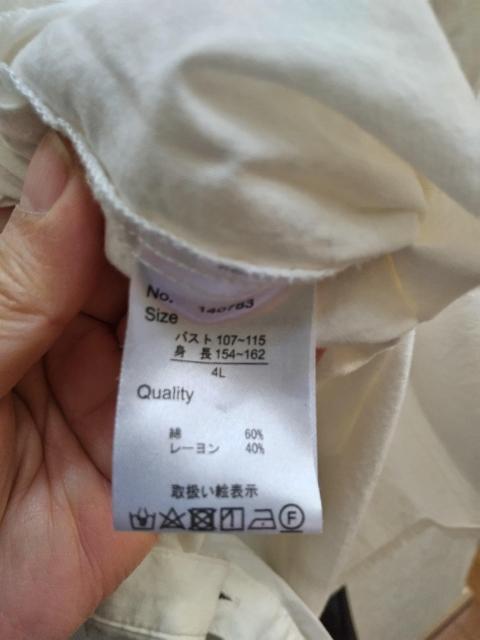 No. 140783
Size
バスト 107~115
身 長 154~162
4L
Quality
綿 60%
レーヨン 40%
取扱い絵表示
F